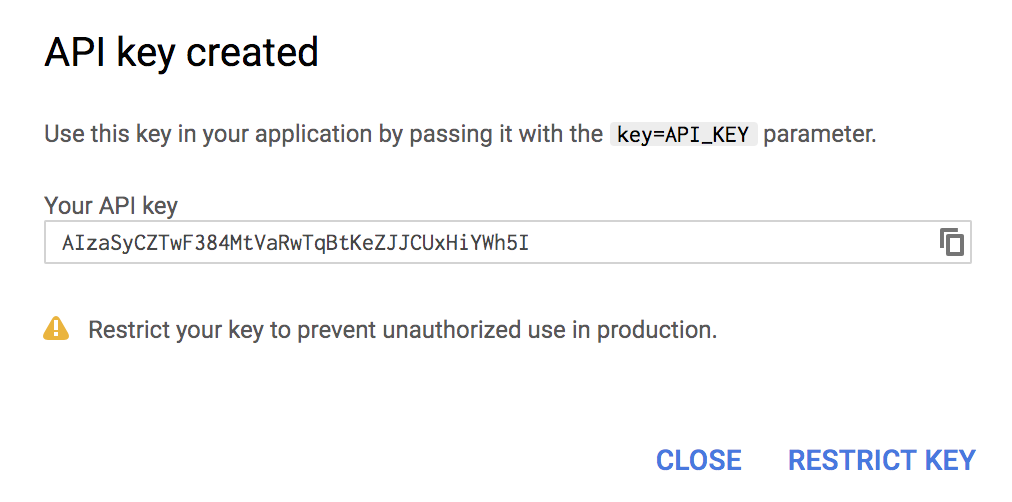 API key created
Use this key in your application by passing it with the key=API_KEY parameter.
Your API key
AIzaSyCZTwF384MtVaRwTqBtKeZJJCUxHiYWh5I
Restrict your key to prevent unauthorized use in production.
CLOSE RESTRICT KEY